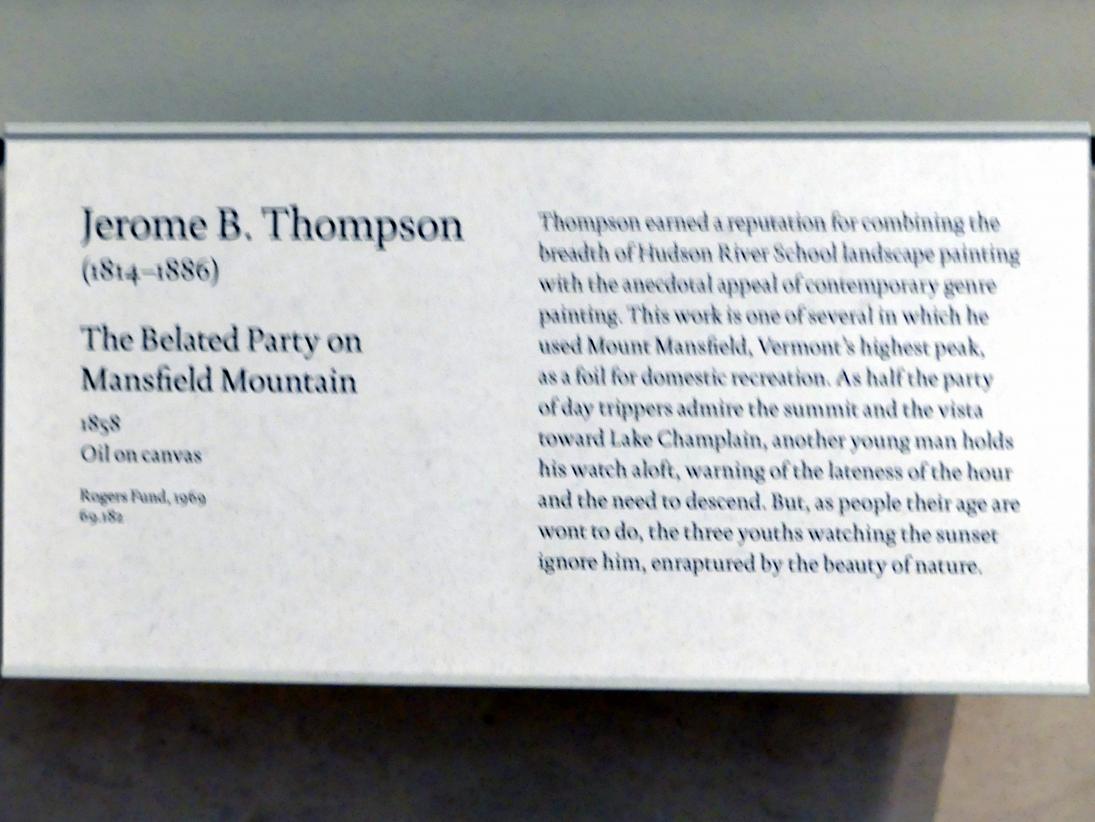 Jerome B. Thompson
(1814–1886)
The Belated Party on
Mansfield Mountain
1858
Oil on canvas
Rogers Fund, 1969
69.182
Thompson earned a reputation for combining the
breadth of Hudson River School landscape painting
with the anecdotal appeal of contemporary genre
painting. This work is one of several in which he
used Mount Mansfield, Vermont's highest peak,
as a foil for domestic recreation. As half the party
of day trippers admire the summit and the vista
toward Lake Champlain, another young man holds
his watch aloft, warning of the lateness of the hour
and the need to descend. But, as people their age are
wont to do, the three youths watching the sunset
ignore him, enraptured by the beauty of nature.